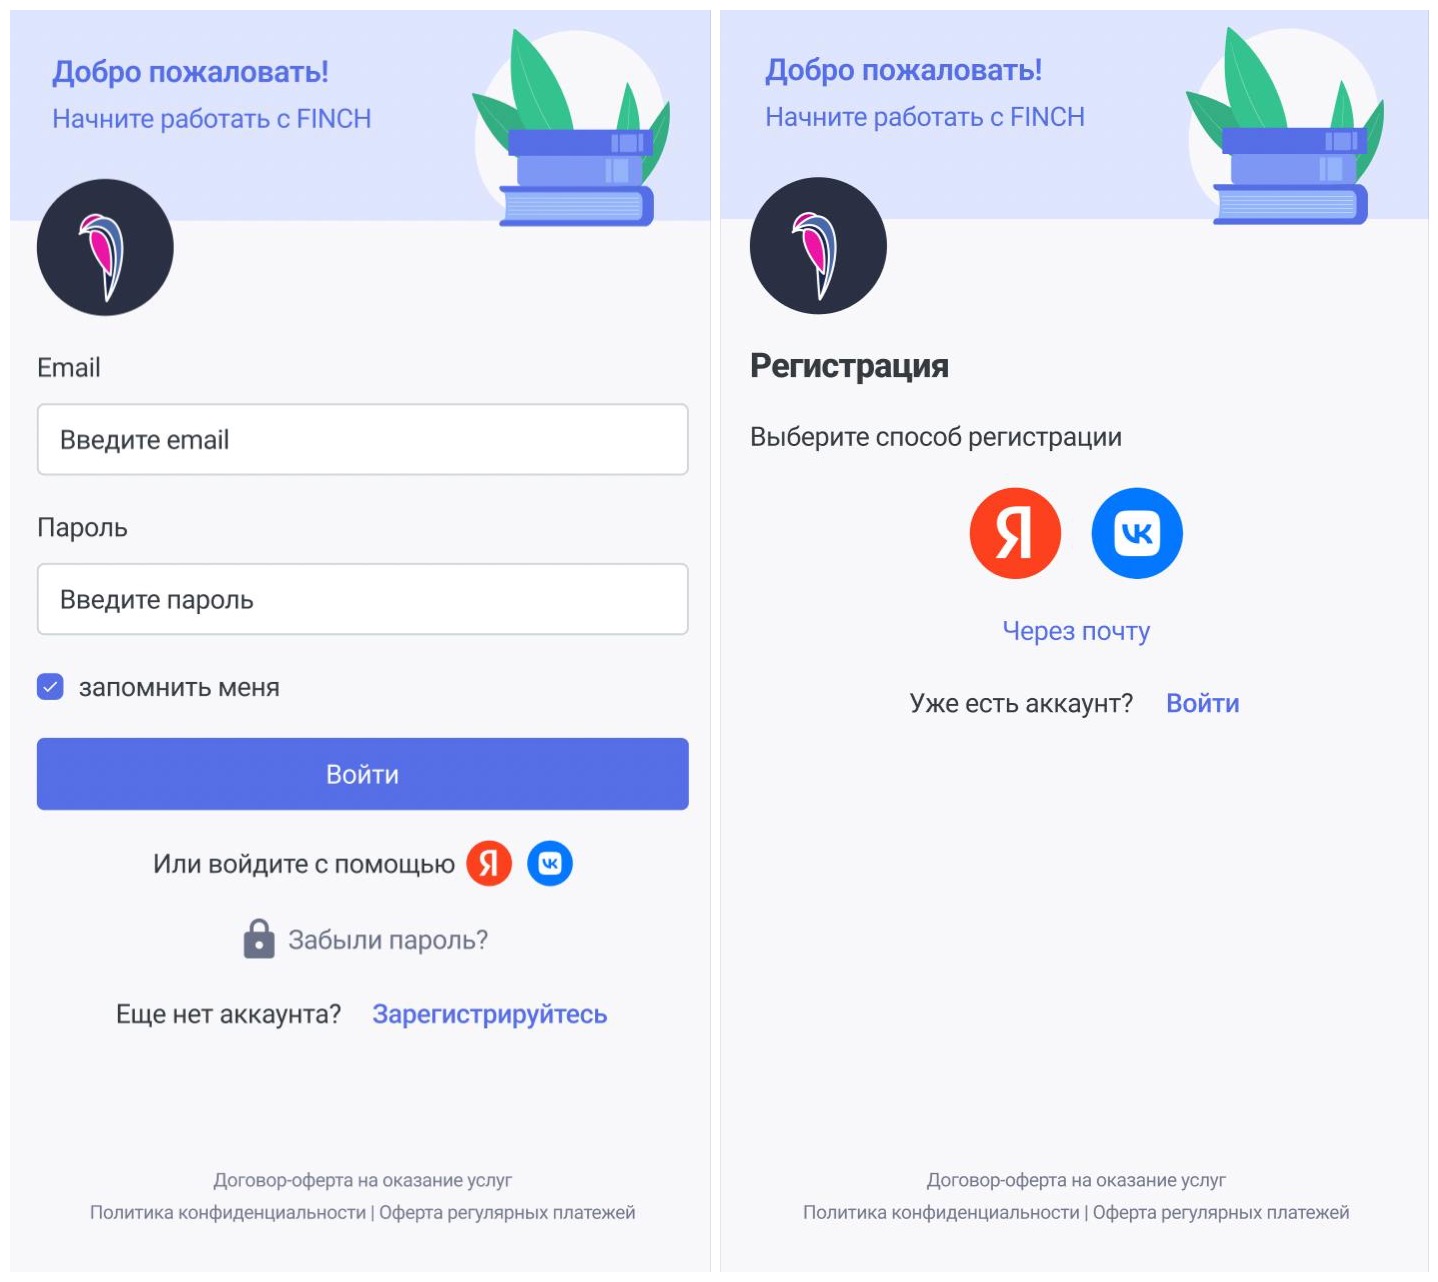 Добро пожаловать!
Начните работать с FINCH
Email
Введите email
Пароль
Введите пароль
запомнить меня
Войти
Или войдите с помощью Я VK
Забыли пароль?
Еще нет аккаунта? Зарегистрируйтесь
Договор-оферта на оказание услуг
Политика конфиденциальности | Оферта регулярных платежей
Добро пожаловать!
Начните работать с FINCH
Регистрация
Выберите способ регистрации
Я VK
Через почту
Уже есть аккаунт? Войти
Договор-оферта на оказание услуг
Политика конфиденциальности | Оферта регулярных платежей